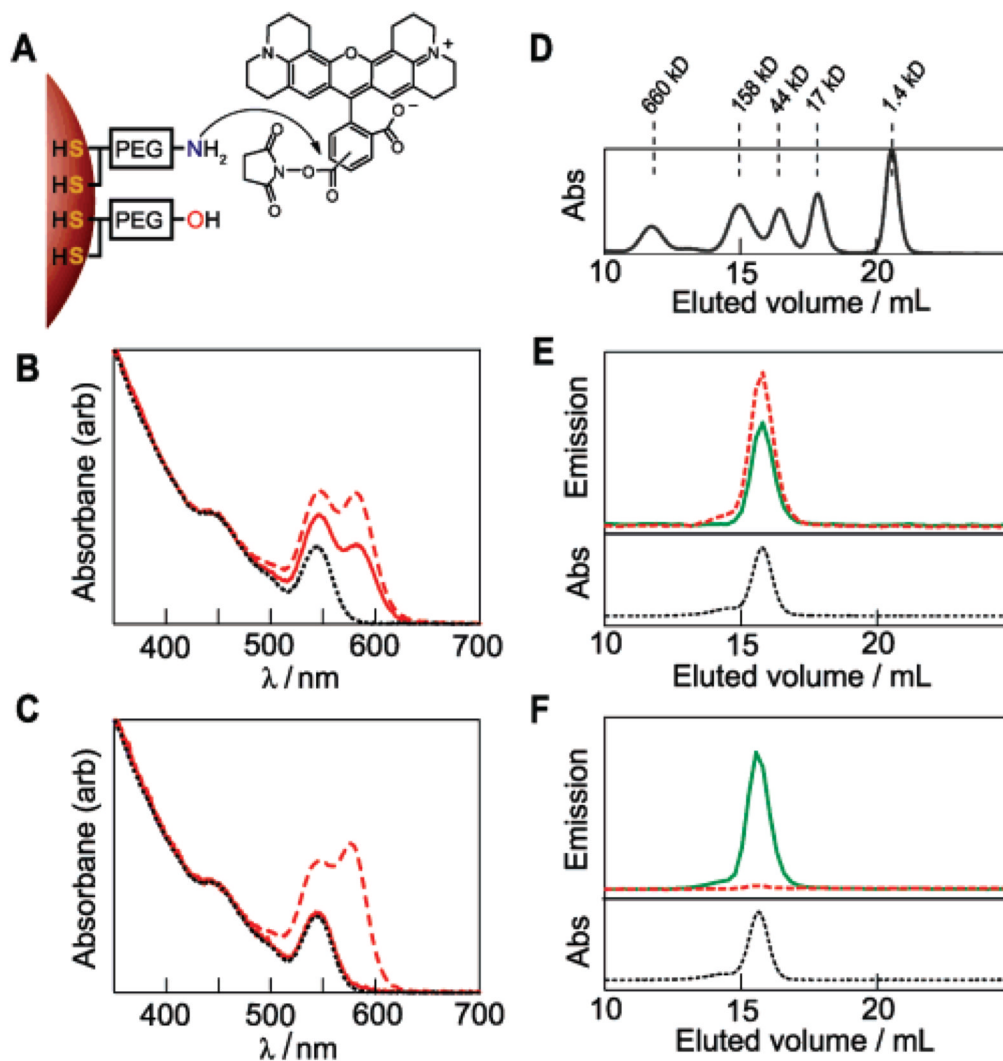 A
HS PEG NH2
HS
HS PEG OH
HS
N O N +
O O−
N O
O O
O
B
Absorbane (arb)
400 500 600 700
λ / nm
C
Absorbane (arb)
400 500 600 700
λ / nm
D
660 kD 158 kD 44 kD 17 kD 1.4 kD
Abs
10 15 20
Eluted volume / mL
E
Emission
Abs
10 15 20
Eluted volume / mL
F
Emission
Abs
10 15 20
Eluted volume / mL